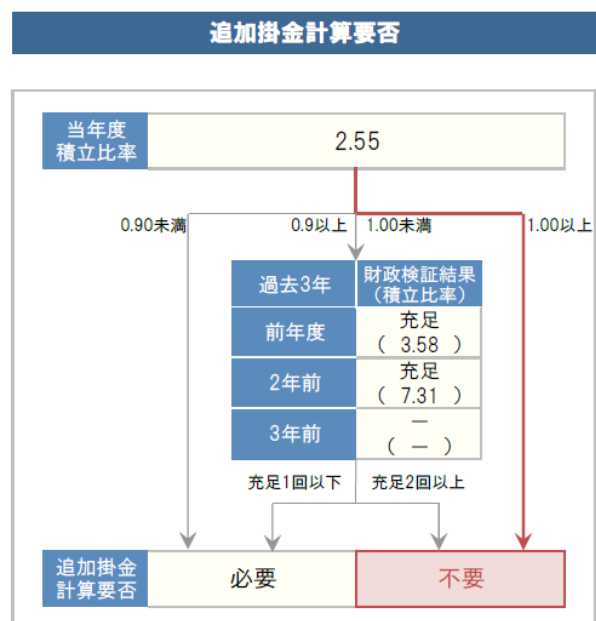 追加掛金計算要否
当年度
積立比率
2.55
0.90未満
0.9以上
1.00未満
1.00以上
過去3年
財政検証結果
（積立比率）
前年度
充足
（ 3.58 ）
2年前
充足
（ 7.31 ）
3年前
－
（ － ）
充足1回以下
充足2回以上
追加掛金
計算要否
必要
不要